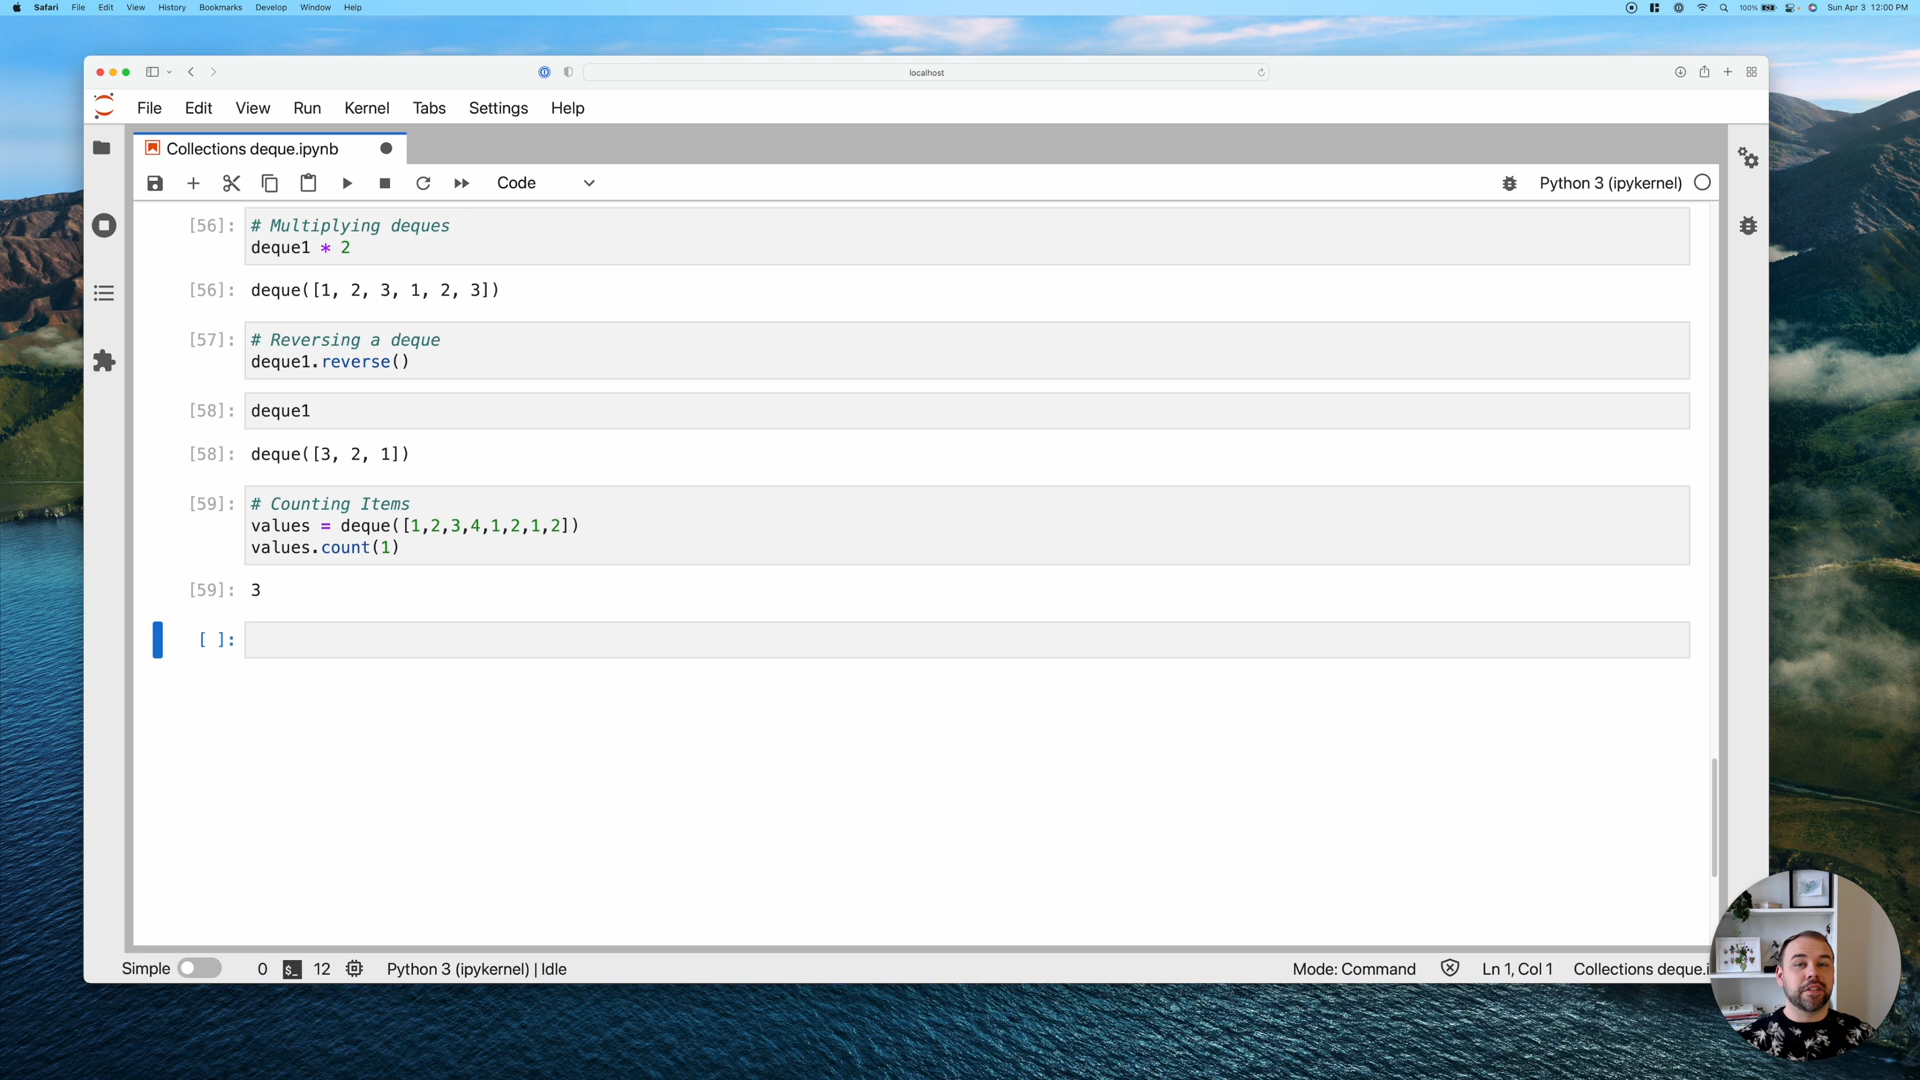 Safari File Edit View History Bookmarks Develop Window Help 100% Sun Apr 3 12:00 PM
localhost
File Edit View Run Kernel Tabs Settings Help
Collections deque.ipynb
Code Python 3 (ipykernel)
[56]: # Multiplying deques
deque1 * 2
[56]: deque([1, 2, 3, 1, 2, 3])
[57]: # Reversing a deque
deque1.reverse()
[58]: deque1
[58]: deque([3, 2, 1])
[59]: # Counting Items
values = deque([1,2,3,4,1,2,1,2])
values.count(1)
[59]: 3
[ ]:
Simple 0 $_ 12 Python 3 (ipykernel) | Idle Mode: Command Ln 1, Col 1 Collections deque.i